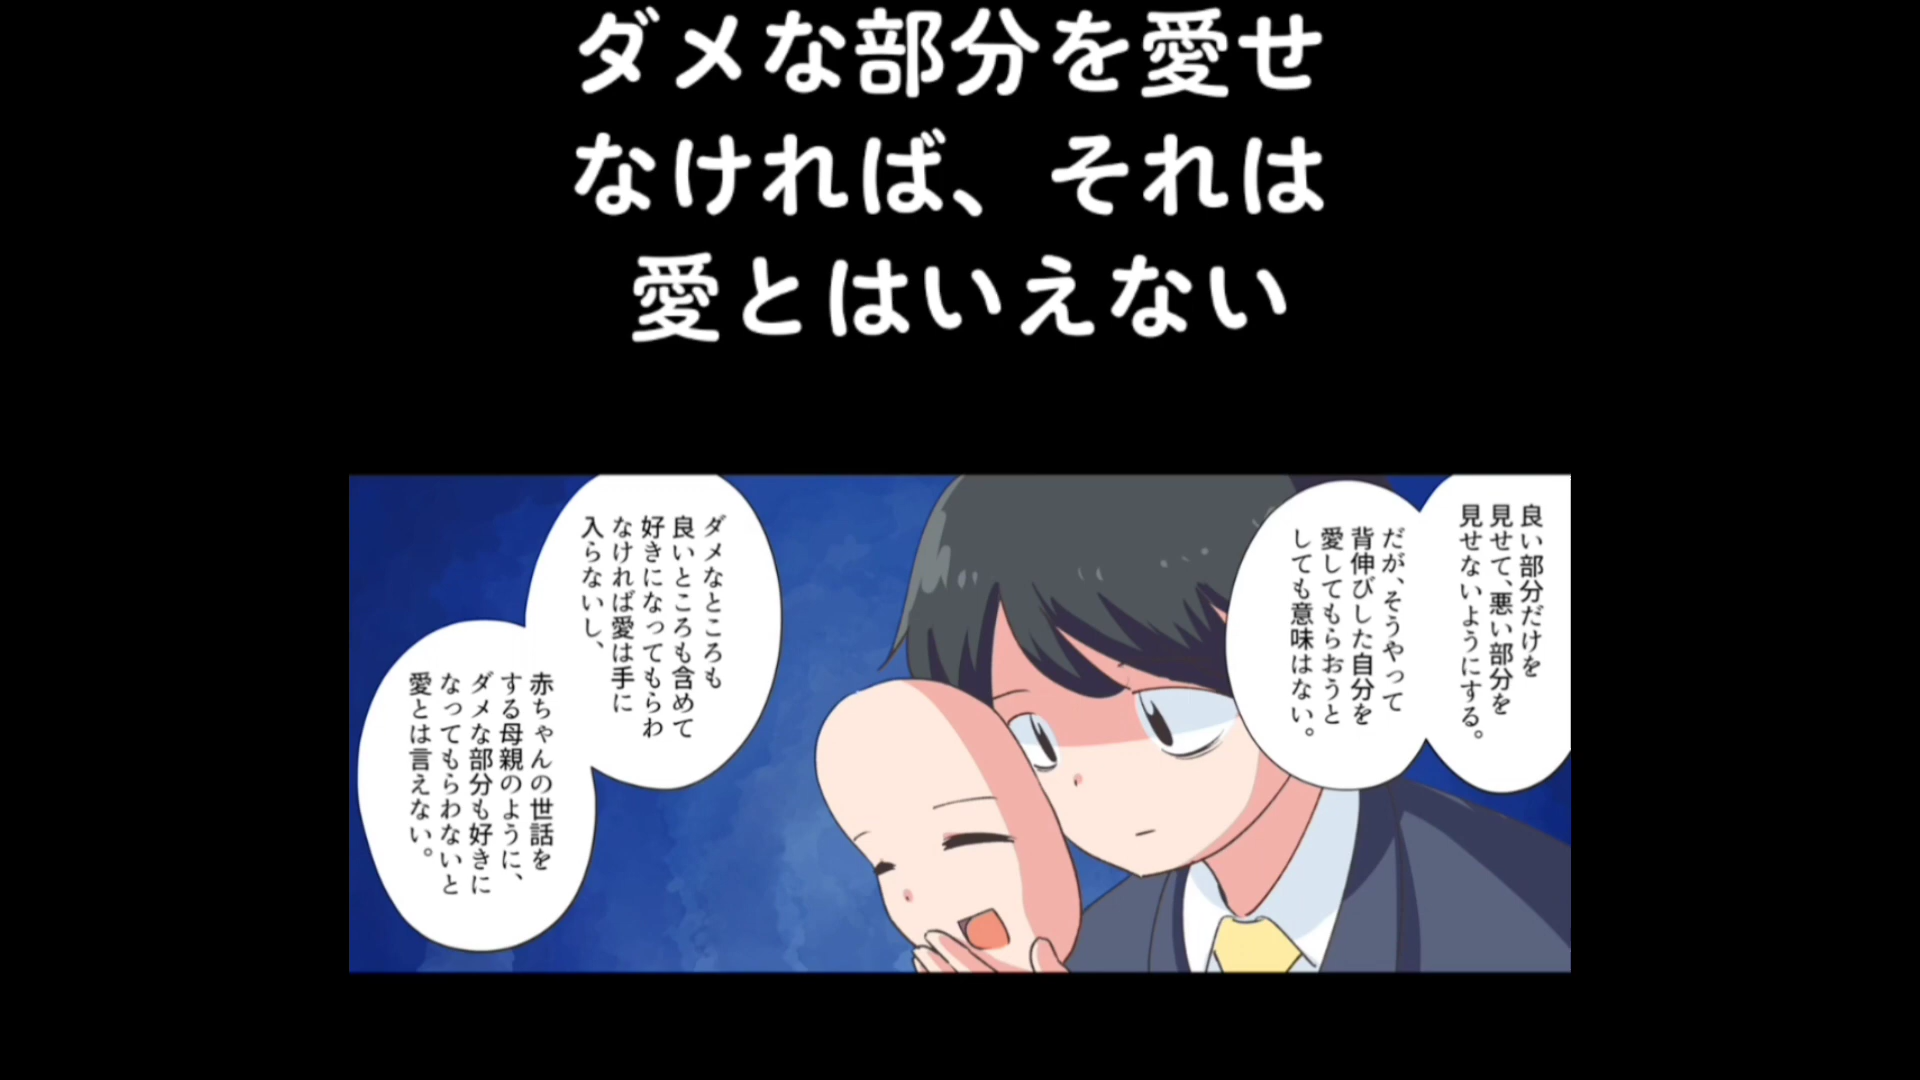 ダメな部分を愛せ
なければ、それは
愛とはいえない
良い部分だけを
見せて、悪い部分を
見せないようにする。
だが、そうやって
背伸びした自分を
愛してもらおうと
しても意味はない。
ダメなところも
良いところも含めて
好きになってもらわ
なければ愛は手に
入らないし、
赤ちゃんの世話を
する母親のように、
ダメな部分も好きに
なってもらわないと
愛とは言えない。